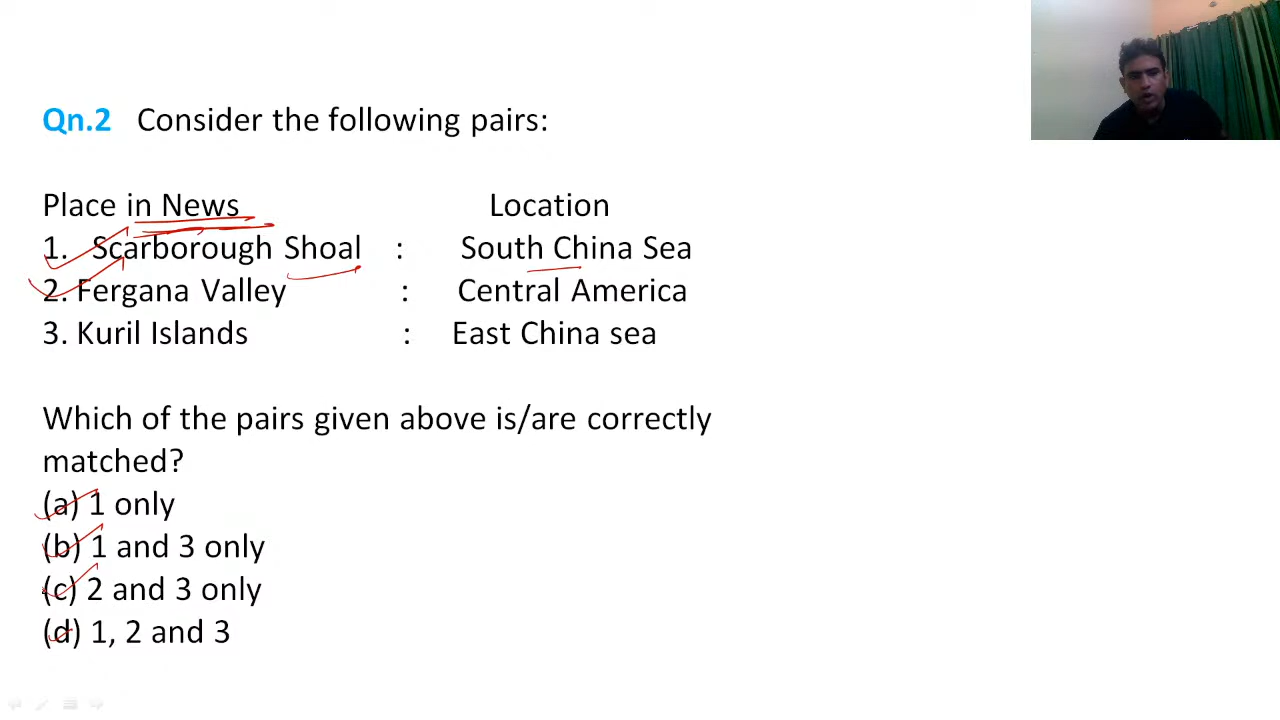 Qn.2 Consider the following pairs:
Place in News Location
1. Scarborough Shoal : South China Sea
2. Fergana Valley : Central America
3. Kuril Islands : East China sea
Which of the pairs given above is/are correctly
matched?
(a) 1 only
(b) 1 and 3 only
(c) 2 and 3 only
(d) 1, 2 and 3